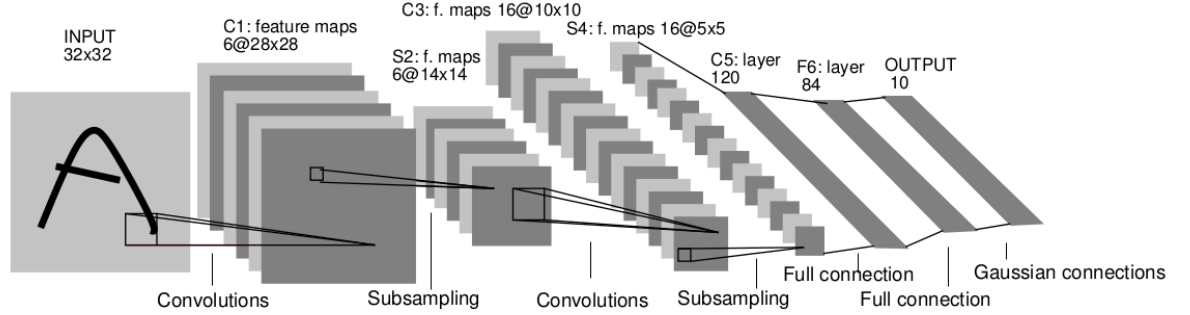 INPUT
32x32
C1: feature maps
6@28x28
S2: f. maps
6@14x14
C3: f. maps 16@10x10
S4: f. maps 16@5x5
C5: layer
120
F6: layer
84
OUTPUT
10
Convolutions
Subsampling
Convolutions
Subsampling
Full connection
Full connection
Gaussian connections